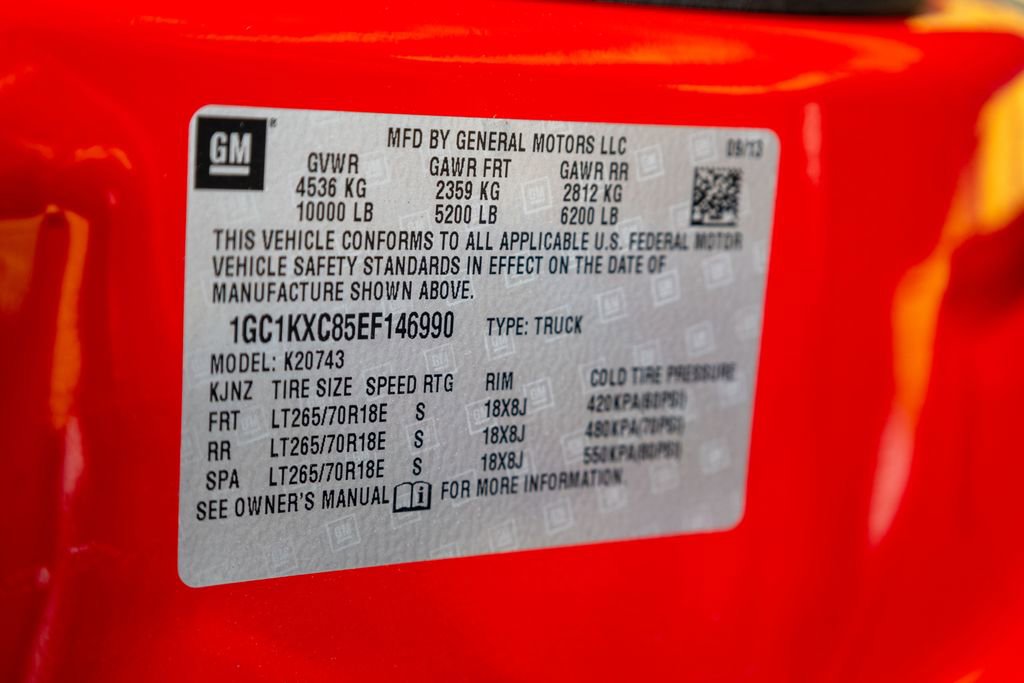 GM®
MFD BY GENERAL MOTORS LLC
09/13
GVWR GAWR FRT GAWR RR
4536 KG 2359 KG 2812 KG
10000 LB 5200 LB 6200 LB
THIS VEHICLE CONFORMS TO ALL APPLICABLE U.S. FEDERAL MOTOR
VEHICLE SAFETY STANDARDS IN EFFECT ON THE DATE OF
MANUFACTURE SHOWN ABOVE.
1GC1KXC85EF146990 TYPE: TRUCK
MODEL: K20743
KJNZ TIRE SIZE SPEED RTG RIM COLD TIRE PRESSURE
FRT LT265/70R18E S 18X8J 420KPA(60PSI)
RR LT265/70R18E S 18X8J 480KPA(70PSI)
SPA LT265/70R18E S 18X8J 550KPA(80PSI)
SEE OWNER'S MANUAL i FOR MORE INFORMATION.